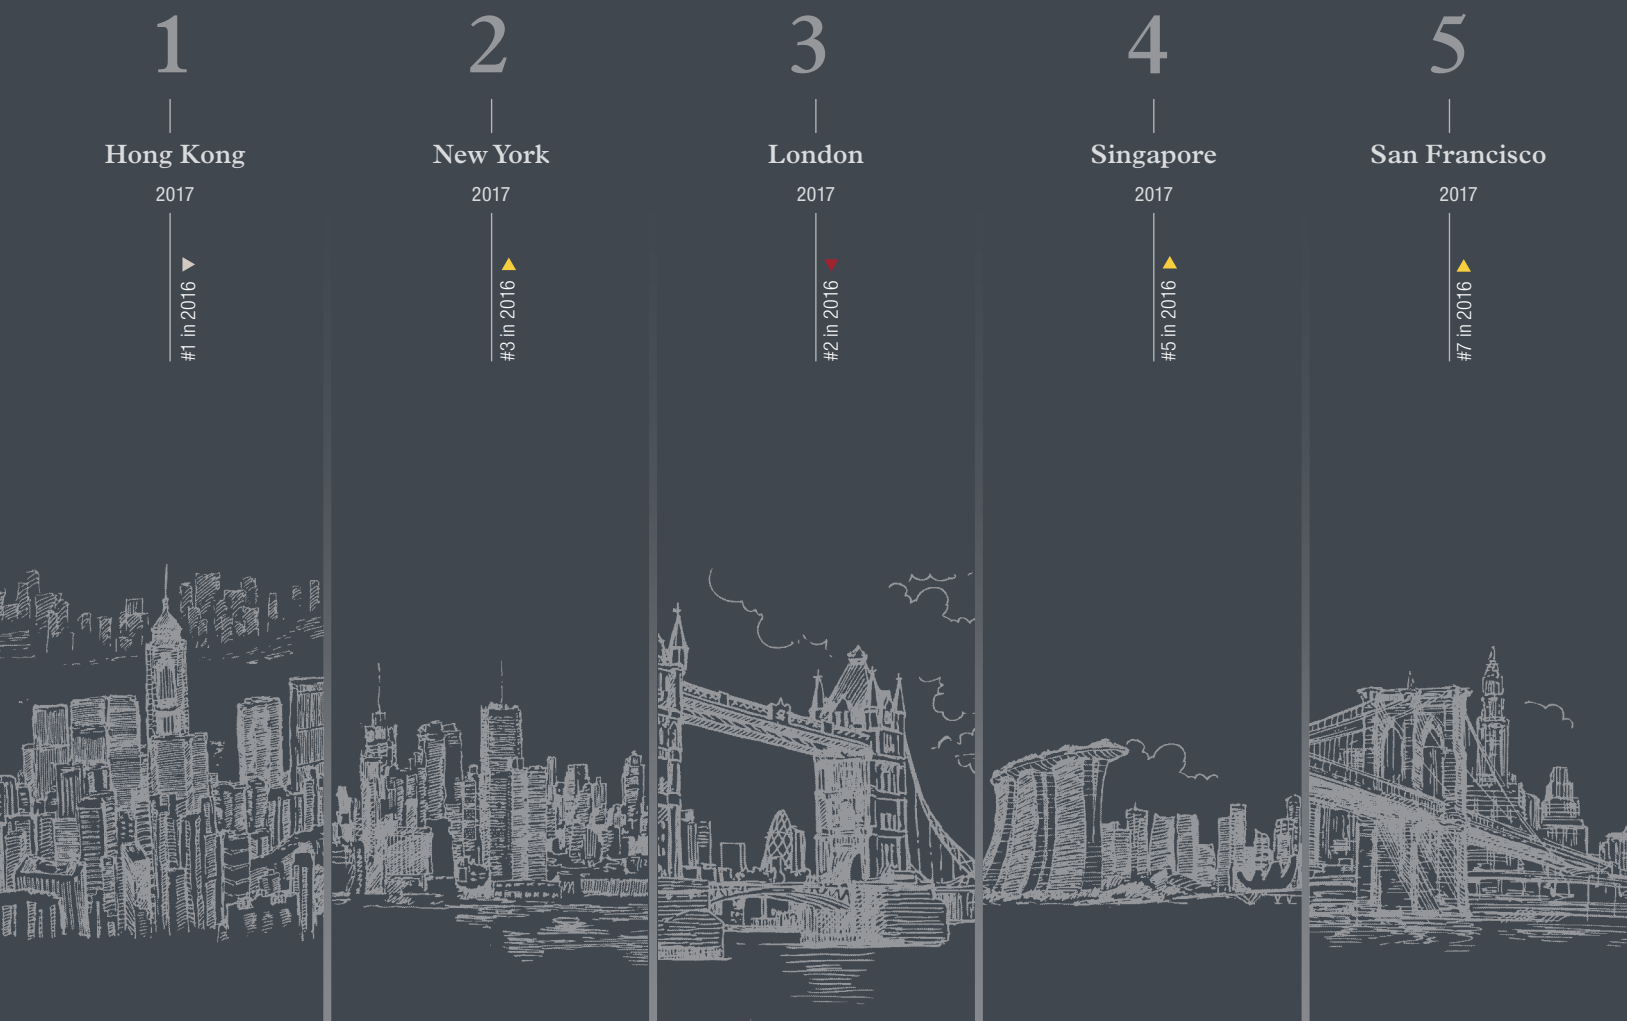 1
Hong Kong
2017
#1 in 2016
2
New York
2017
#3 in 2016
3
London
2017
#2 in 2016
4
Singapore
2017
#5 in 2016
5
San Francisco
2017
#7 in 2016